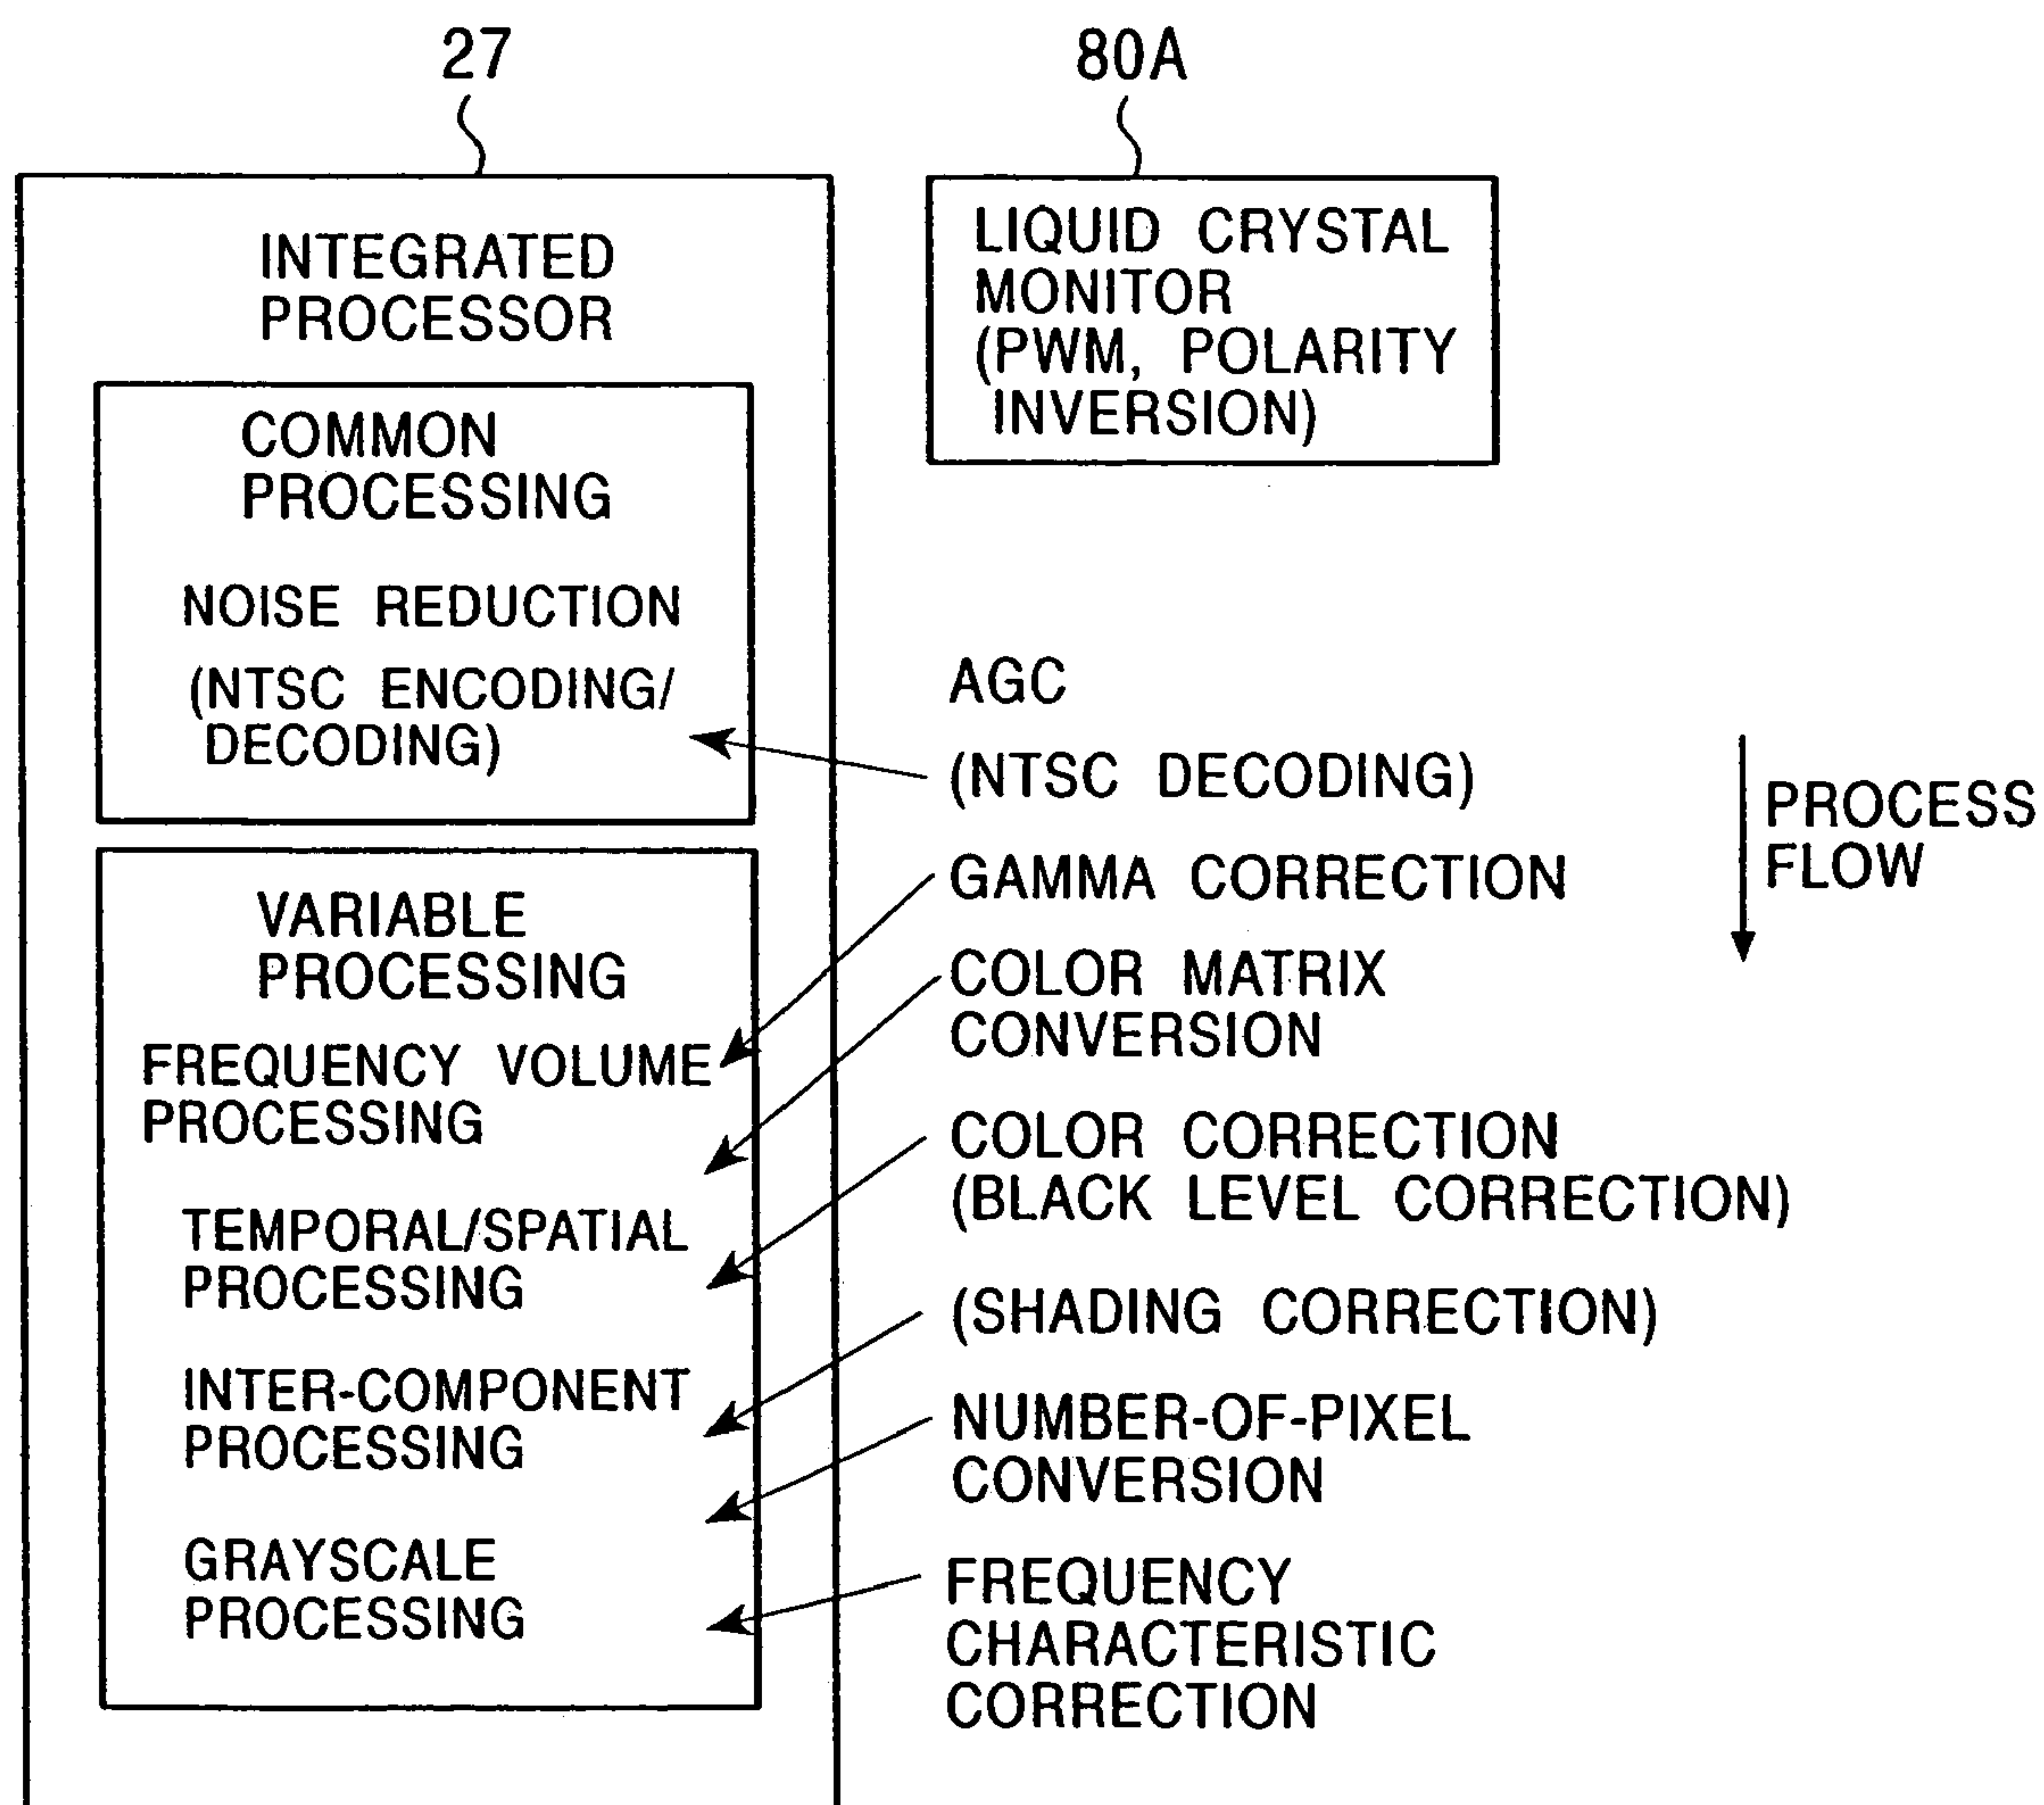 27
80A
INTEGRATED
PROCESSOR
COMMON
PROCESSING
NOISE REDUCTION
(NTSC ENCODING/
DECODING)
VARIABLE
PROCESSING
FREQUENCY VOLUME
PROCESSING
TEMPORAL/SPATIAL
PROCESSING
INTER-COMPONENT
PROCESSING
GRAYSCALE
PROCESSING
LIQUID CRYSTAL
MONITOR
(PWM, POLARITY
INVERSION)
AGC
(NTSC DECODING)
GAMMA CORRECTION
COLOR MATRIX
CONVERSION
COLOR CORRECTION
(BLACK LEVEL CORRECTION)
(SHADING CORRECTION)
NUMBER-OF-PIXEL
CONVERSION
FREQUENCY
CHARACTERISTIC
CORRECTION
PROCESS
FLOW